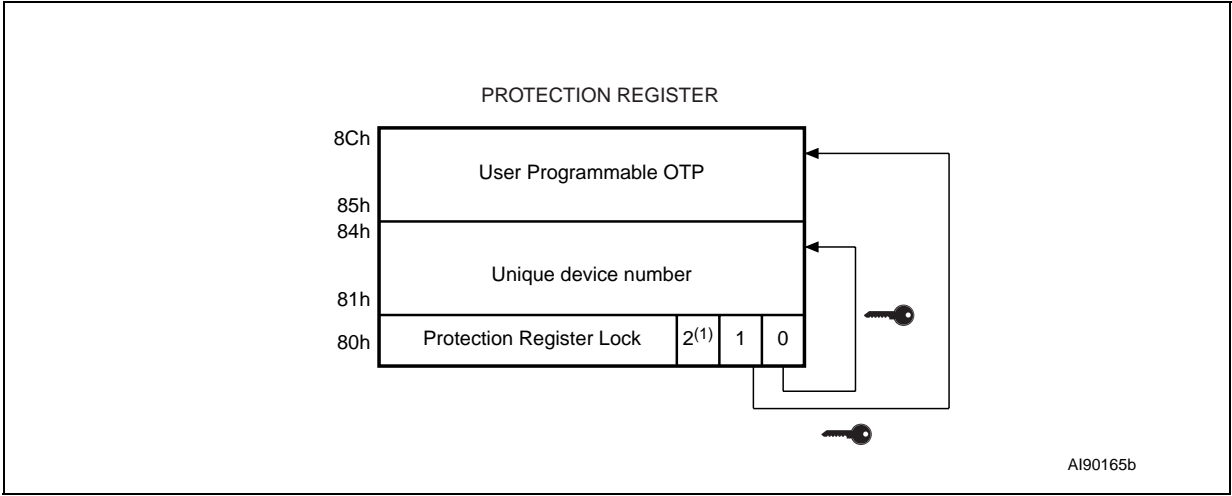 PROTECTION REGISTER
8Ch
User Programmable OTP
85h
84h
Unique device number
81h
80h
Protection Register Lock
2(1)
1
0
AI90165b